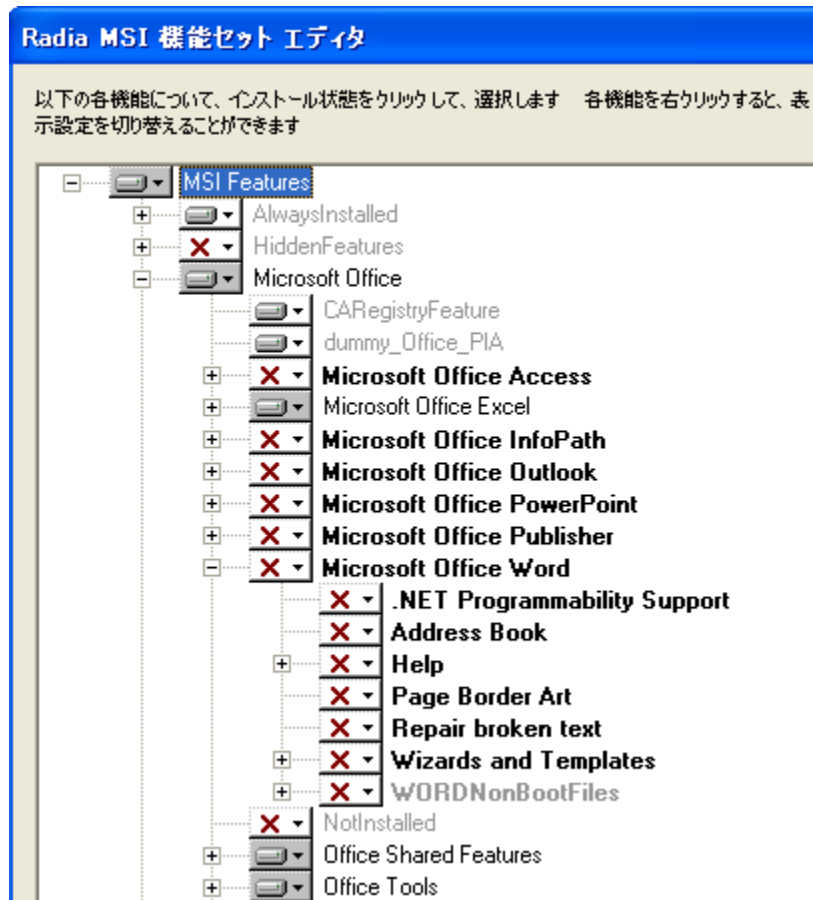 Radia MSI 機能セット エディタ
以下の各機能について、インストール状態をクリックして、選択します 各機能を右クリックすると、表
示設定を切り替えることができます
MSI Features
AlwaysInstalled
HiddenFeatures
Microsoft Office
CARegistryFeature
dummy_Office_PIA
Microsoft Office Access
Microsoft Office Excel
Microsoft Office InfoPath
Microsoft Office Outlook
Microsoft Office PowerPoint
Microsoft Office Publisher
Microsoft Office Word
.NET Programmability Support
Address Book
Help
Page Border Art
Repair broken text
Wizards and Templates
WORDNonBootFiles
NotInstalled
Office Shared Features
Office Tools